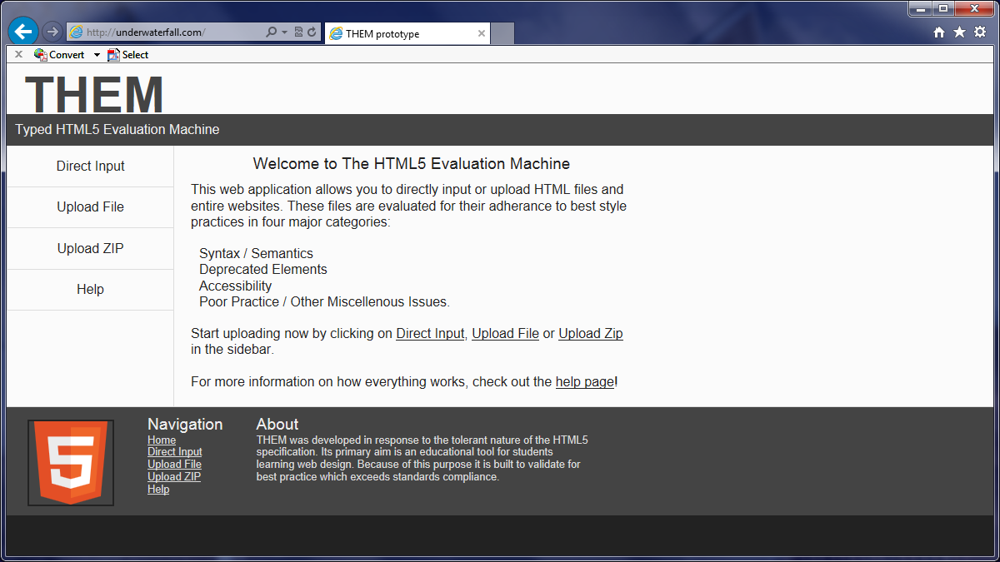 http://underwaterfall.com/
THEM prototype
Convert
Select
THEM
Typed HTML5 Evaluation Machine
Direct Input
Upload File
Upload ZIP
Help
Welcome to The HTML5 Evaluation Machine
This web application allows you to directly input or upload HTML files and
entire websites. These files are evaluated for their adherance to best style
practices in four major categories:
Syntax / Semantics
Deprecated Elements
Accessibility
Poor Practice / Other Miscellenous Issues.
Start uploading now by clicking on Direct Input, Upload File or Upload Zip
in the sidebar.
For more information on how everything works, check out the help page!
5
Navigation
Home
Direct Input
Upload File
Upload ZIP
Help
About
THEM was developed in response to the tolerant nature of the HTML5
specification. Its primary aim is an educational tool for students
learning web design. Because of this purpose it is built to validate for
best practice which exceeds standards compliance.